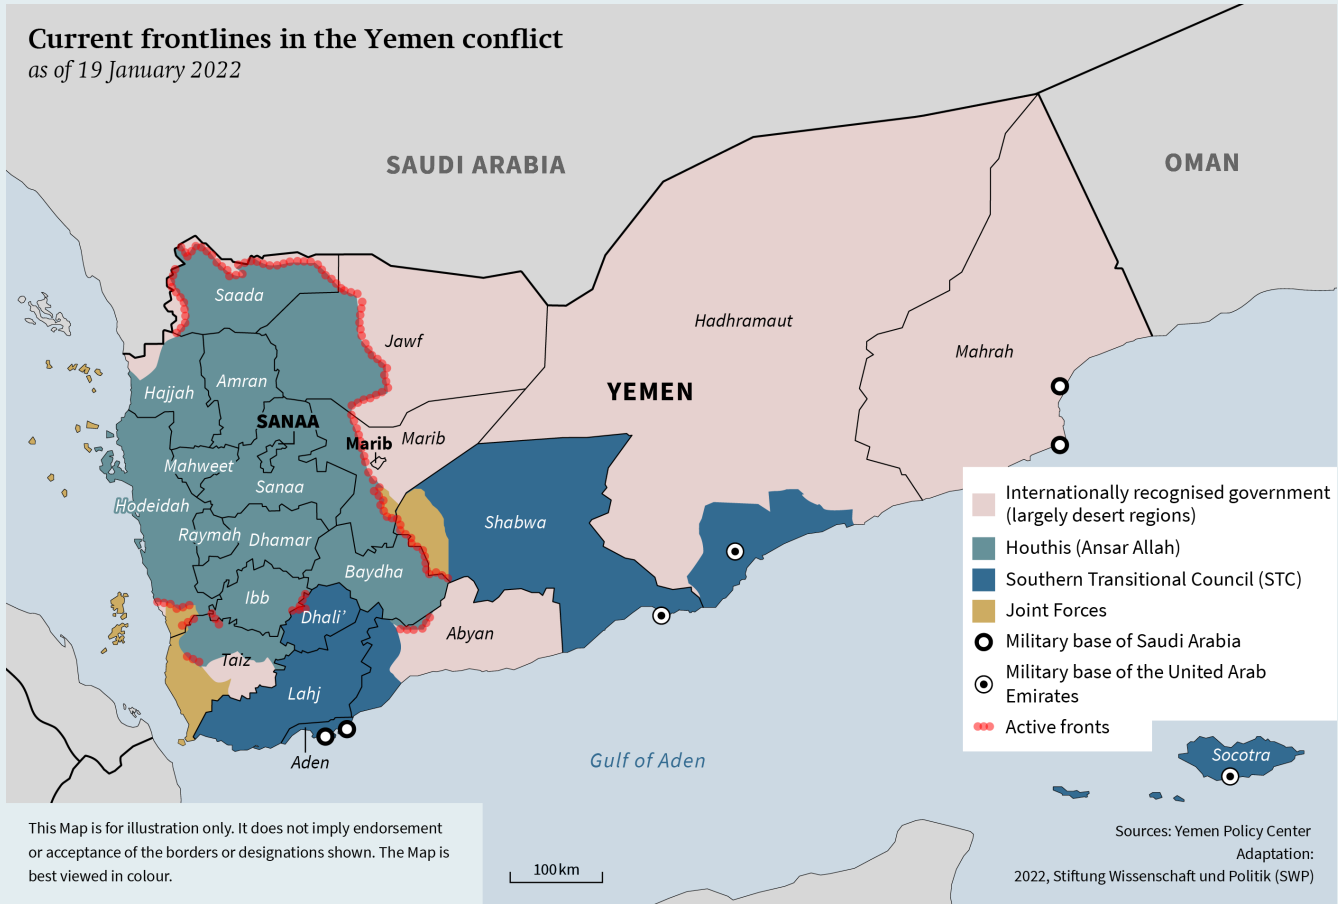 Current frontlines in the Yemen conflict
as of 19 January 2022
SAUDI ARABIA
OMAN
Saada
Hadhramaut
Jawf
Mahrah
Amran
Hajjah
YEMEN
SANAA
Marib
Marib
Mahweet
Sanaa
Hodeidah
Shabwa
Raymah
Dhamar
Baydha
Ibb
Dhali’
Abyan
Taiz
Lahj
Aden
Gulf of Aden
Internationally recognised government
(largely desert regions)
Houthis (Ansar Allah)
Southern Transitional Council (STC)
Joint Forces
Military base of Saudi Arabia
Military base of the United Arab
Emirates
Active fronts
Socotra
This Map is for illustration only. It does not imply endorsement
or acceptance of the borders or designations shown. The Map is
best viewed in colour.
100 km
Sources: Yemen Policy Center
Adaptation:
2022, Stiftung Wissenschaft und Politik (SWP)